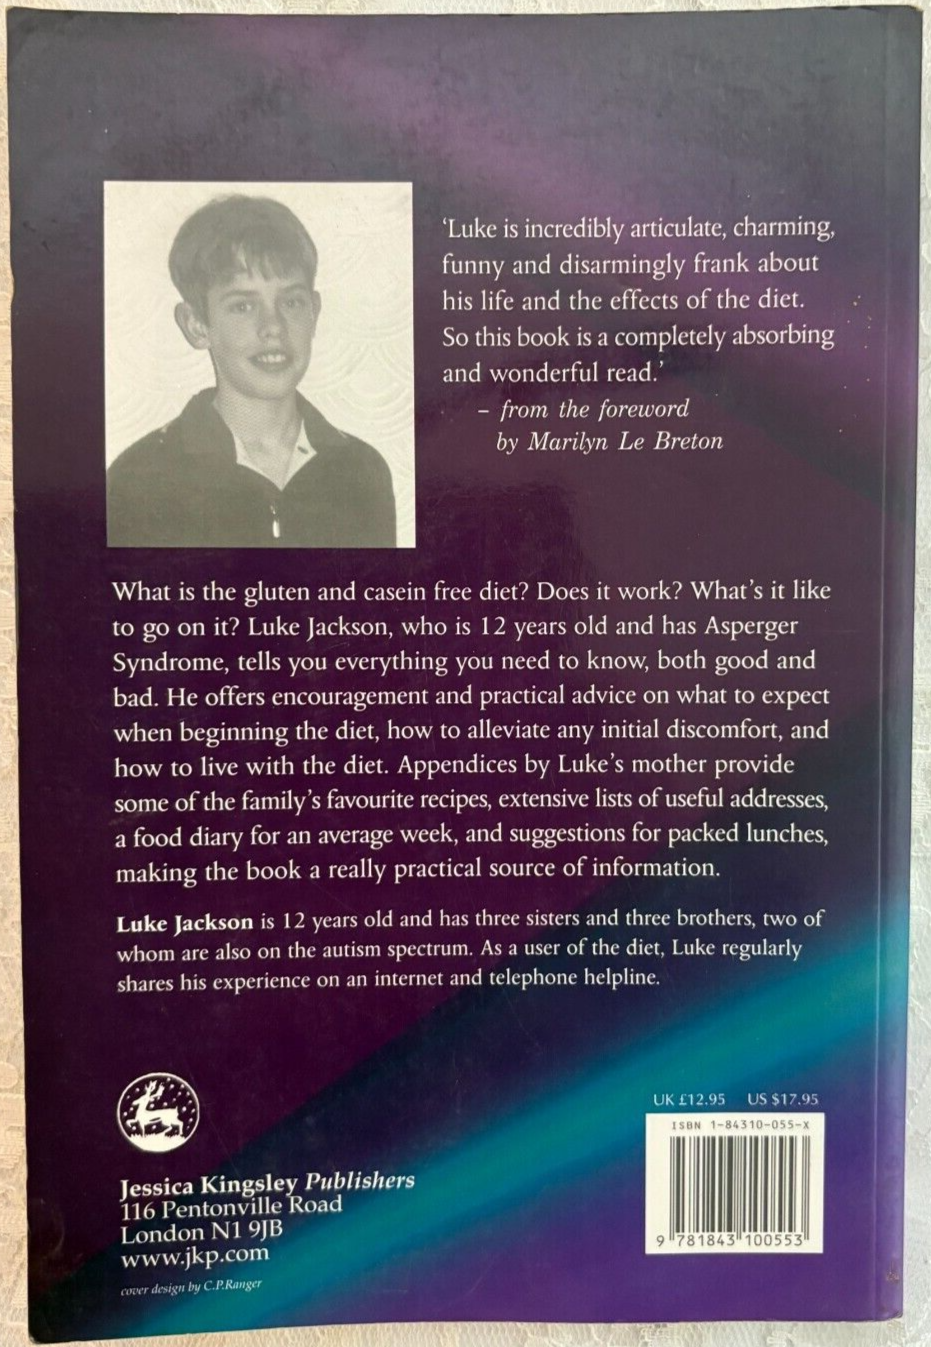 ‘Luke is incredibly articulate, charming,
funny and disarmingly frank about
his life and the effects of the diet.
So this book is a completely absorbing
and wonderful read.’
– from the foreword
by Marilyn Le Breton
What is the gluten and casein free diet? Does it work? What’s it like
to go on it? Luke Jackson, who is 12 years old and has Asperger
Syndrome, tells you everything you need to know, both good and
bad. He offers encouragement and practical advice on what to expect
when beginning the diet, how to alleviate any initial discomfort, and
how to live with the diet. Appendices by Luke’s mother provide
some of the family’s favourite recipes, extensive lists of useful addresses,
a food diary for an average week, and suggestions for packed lunches,
making the book a really practical source of information.
Luke Jackson is 12 years old and has three sisters and three brothers, two of
whom are also on the autism spectrum. As a user of the diet, Luke regularly
shares his experience on an internet and telephone helpline.
Jessica Kingsley Publishers
116 Pentonville Road
London N1 9JB
www.jkp.com
cover design by C.P.Ranger
UK £12.95 US $17.95
ISBN 1-84310-055-X
9 781843 100553